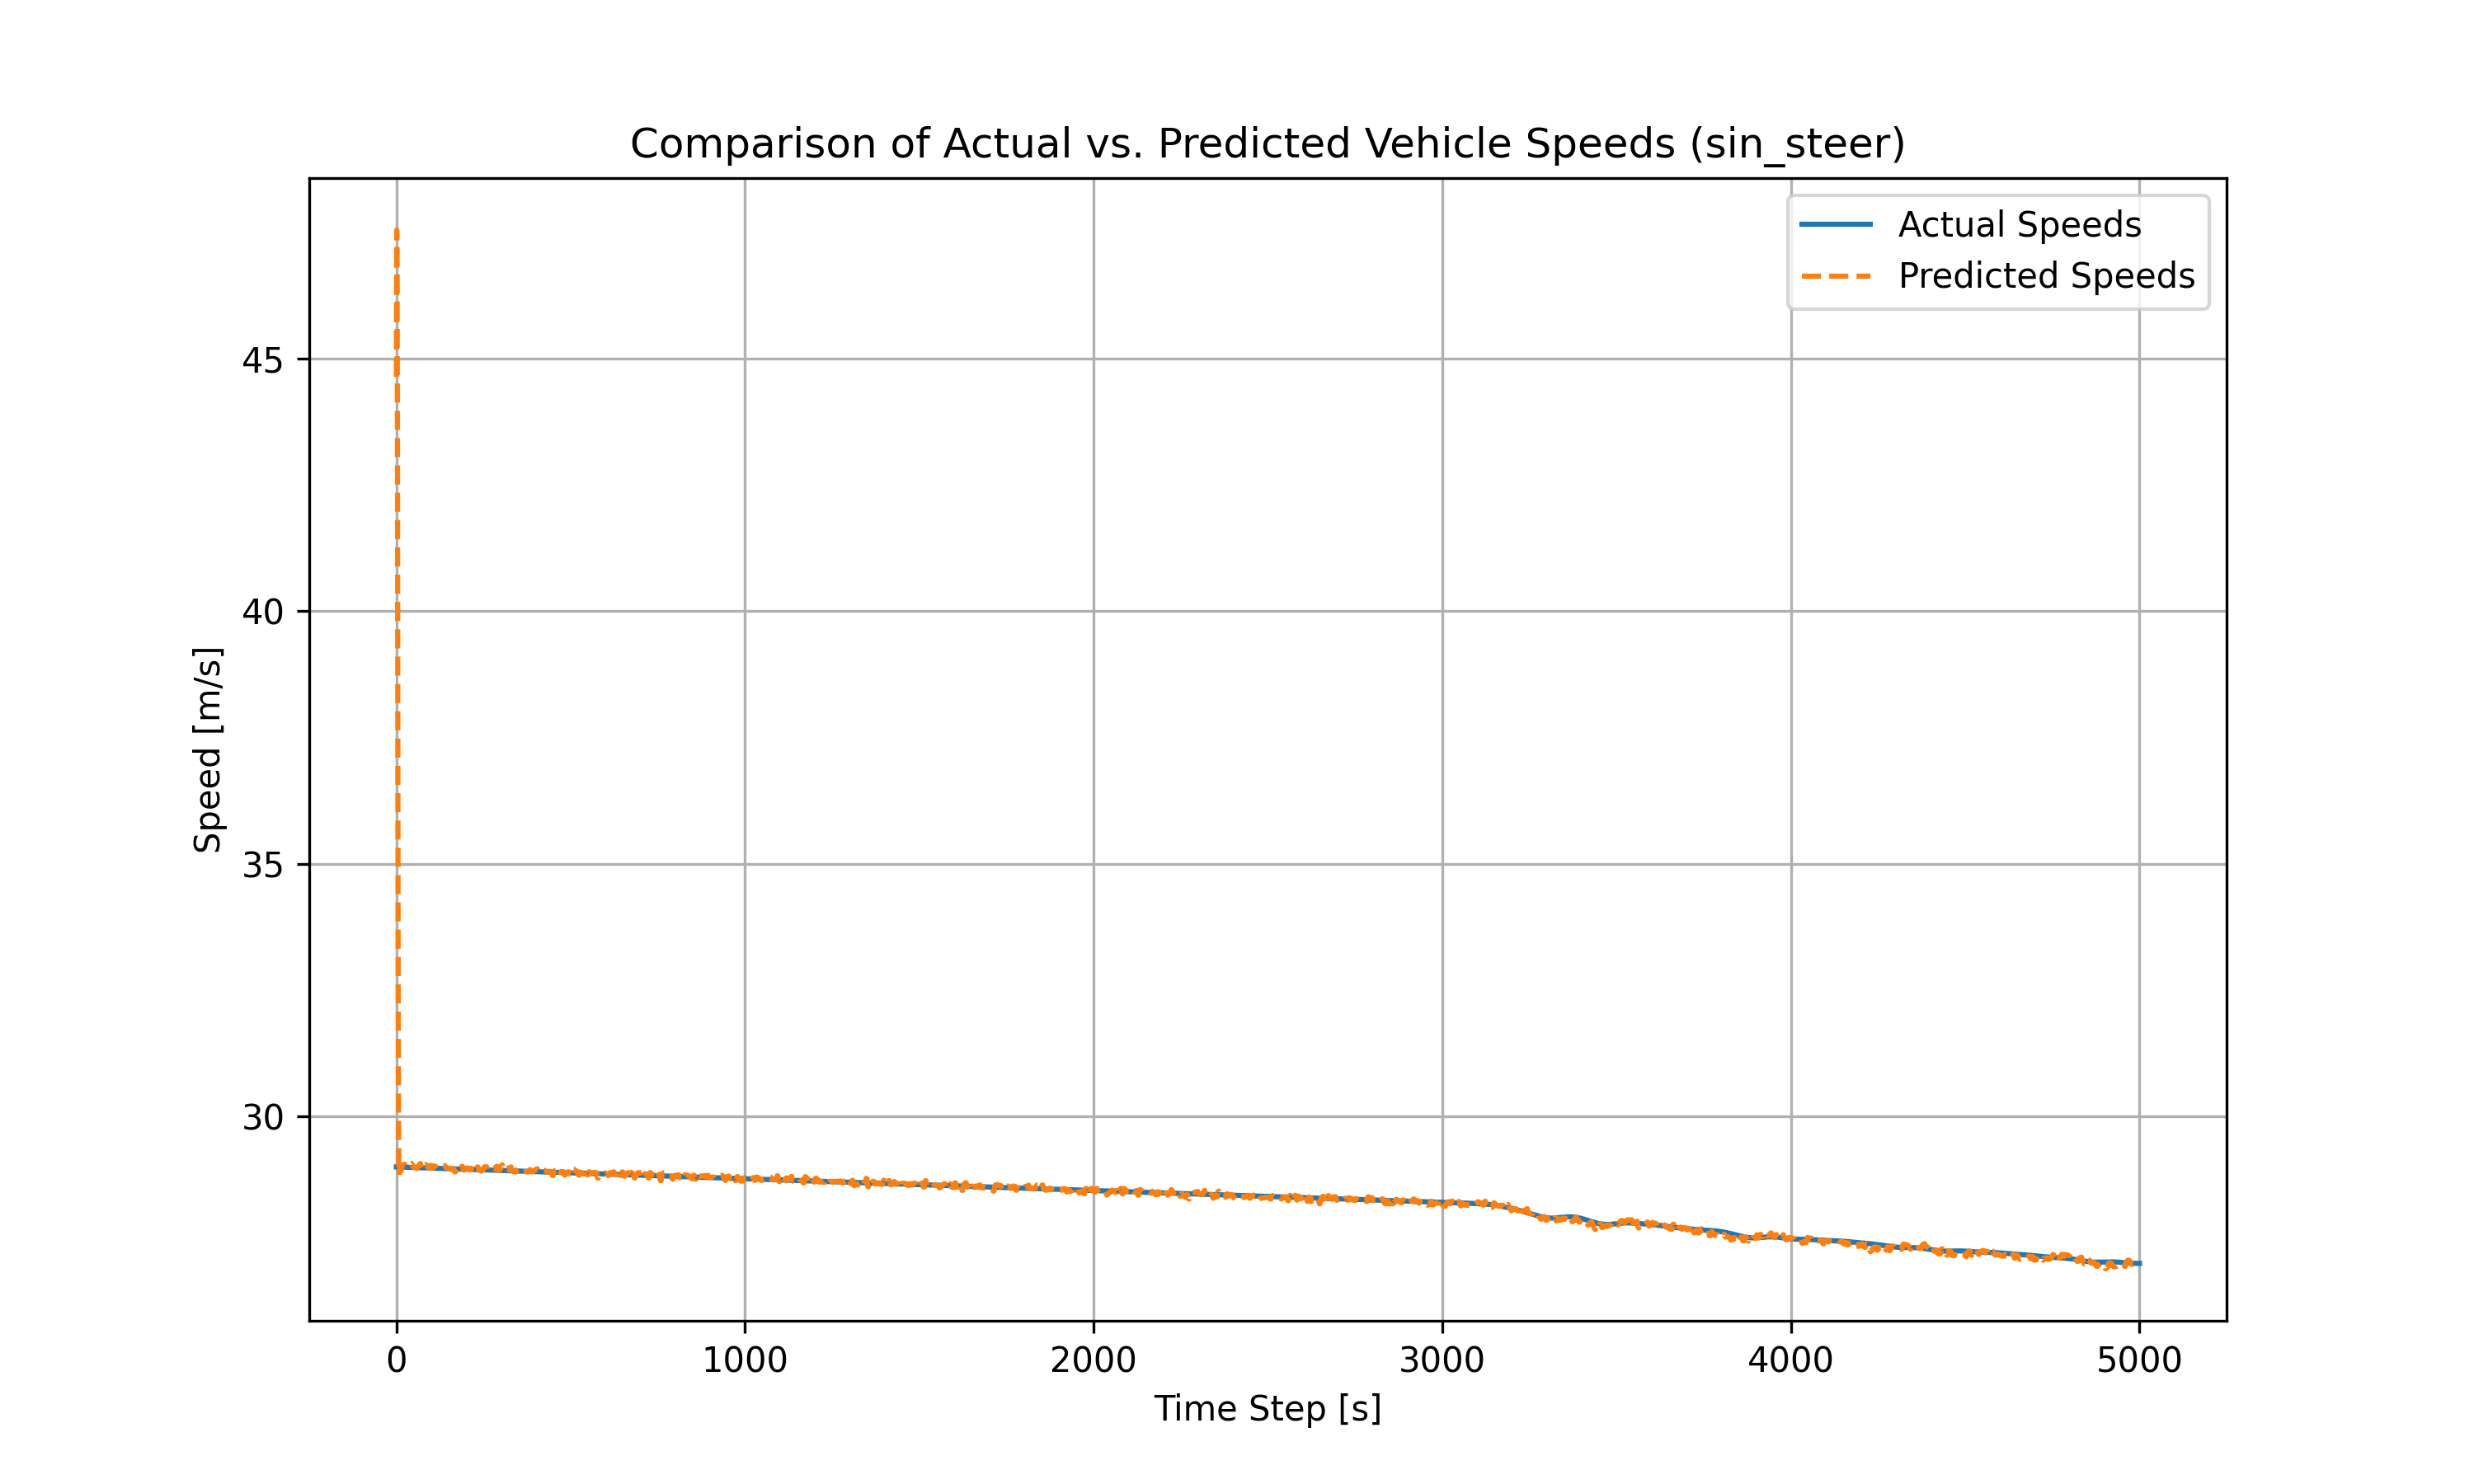 Comparison of Actual vs. Predicted Vehicle Speeds (sin_steer)
Actual Speeds
Predicted Speeds
45
40
35
30
Speed [m/s]
0 1000 2000 3000 4000 5000
Time Step [s]